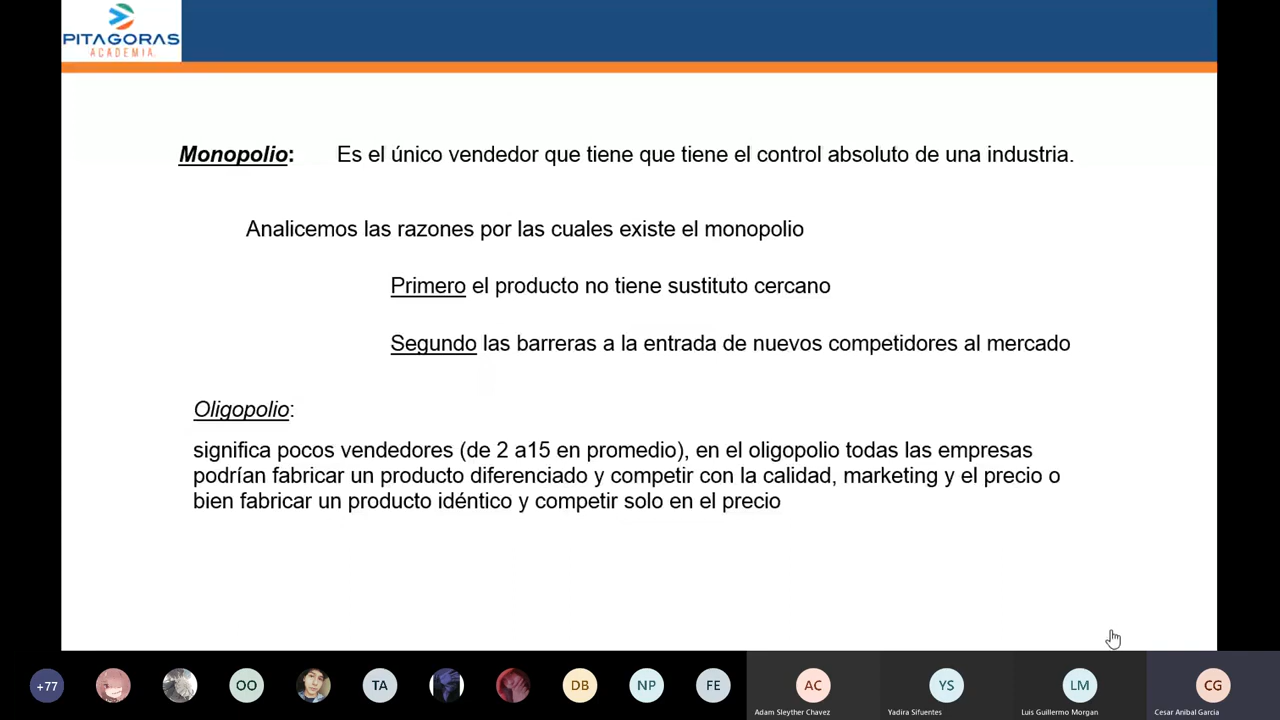 PITAGORAS
ACADEMIA
Monopolio: Es el único vendedor que tiene que tiene el control absoluto de una industria.
Analicemos las razones por las cuales existe el monopolio
Primero el producto no tiene sustituto cercano
Segundo las barreras a la entrada de nuevos competidores al mercado
Oligopolio:
significa pocos vendedores (de 2 a15 en promedio), en el oligopolio todas las empresas
podrían fabricar un producto diferenciado y competir con la calidad, marketing y el precio o
bien fabricar un producto idéntico y competir solo en el precio
+77 OO TA DB NP FE AC YS LM CG
Adam Sleyther Chavez Yadira Sifuentes Luis Guillermo Morgan Cesar Anibal Garcia